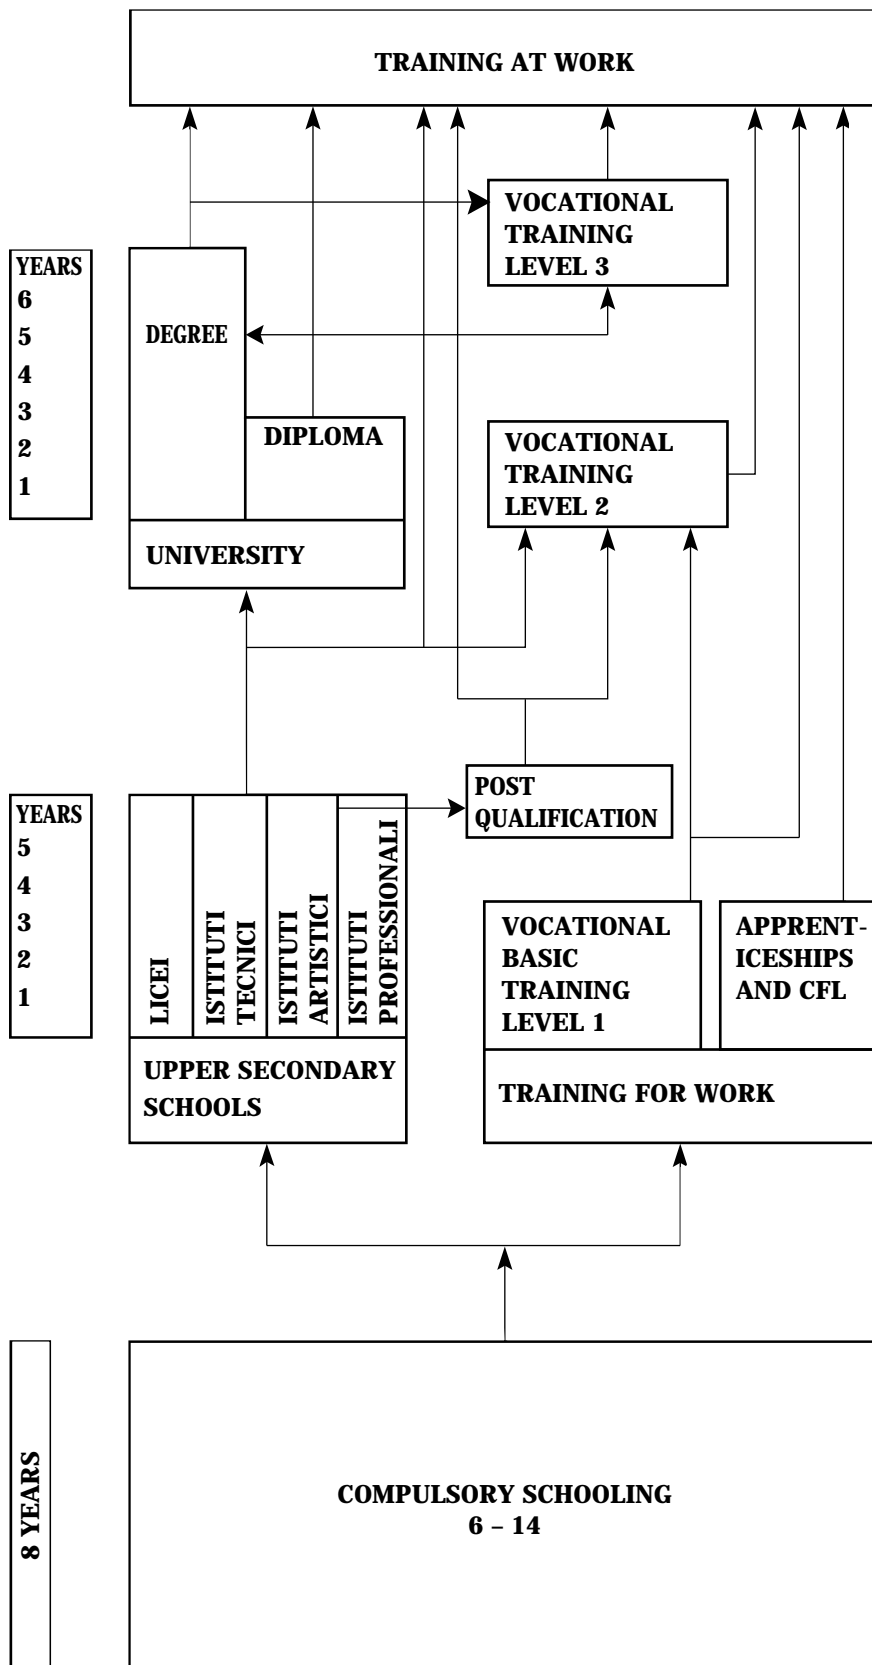 TRAINING AT WORK
VOCATIONAL
TRAINING
LEVEL 3
YEARS
6
5
4
3
2
1
DEGREE
DIPLOMA
VOCATIONAL
TRAINING
LEVEL 2
UNIVERSITY
POST
QUALIFICATION
YEARS
5
4
3
2
1
LICEI
ISTITUTI
TECNICI
ISTITUTI
ARTISTICI
ISTITUTI
PROFESSIONALI
VOCATIONAL
BASIC
TRAINING
LEVEL 1
APPRENT-
ICESHIPS
AND CFL
UPPER SECONDARY
SCHOOLS
TRAINING FOR WORK
8 YEARS
COMPULSORY SCHOOLING
6 – 14